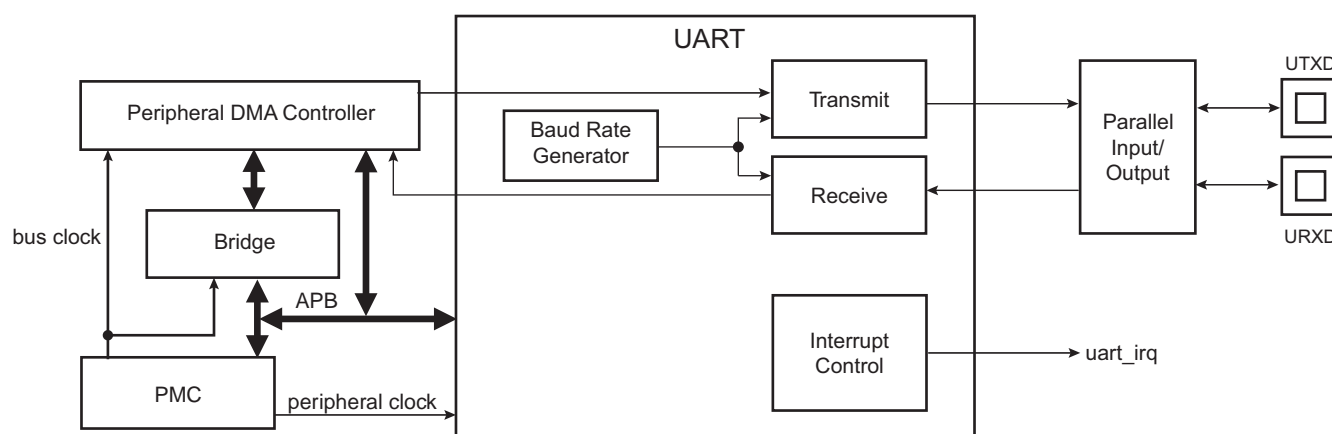 UART
UTXD
Peripheral DMA Controller
Transmit
Baud Rate
Generator
Parallel
Input/
Output
Receive
bus clock
Bridge
URXD
APB
Interrupt
Control
uart_irq
PMC
peripheral clock